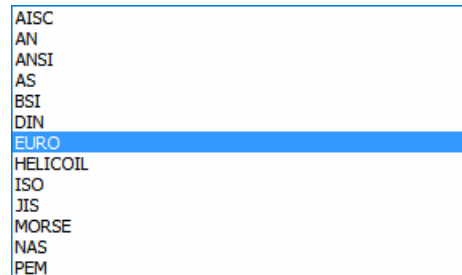 AISC
AN
ANSI
AS
BSI
DIN
EURO
HELICOIL
ISO
JIS
MORSE
NAS
PEM